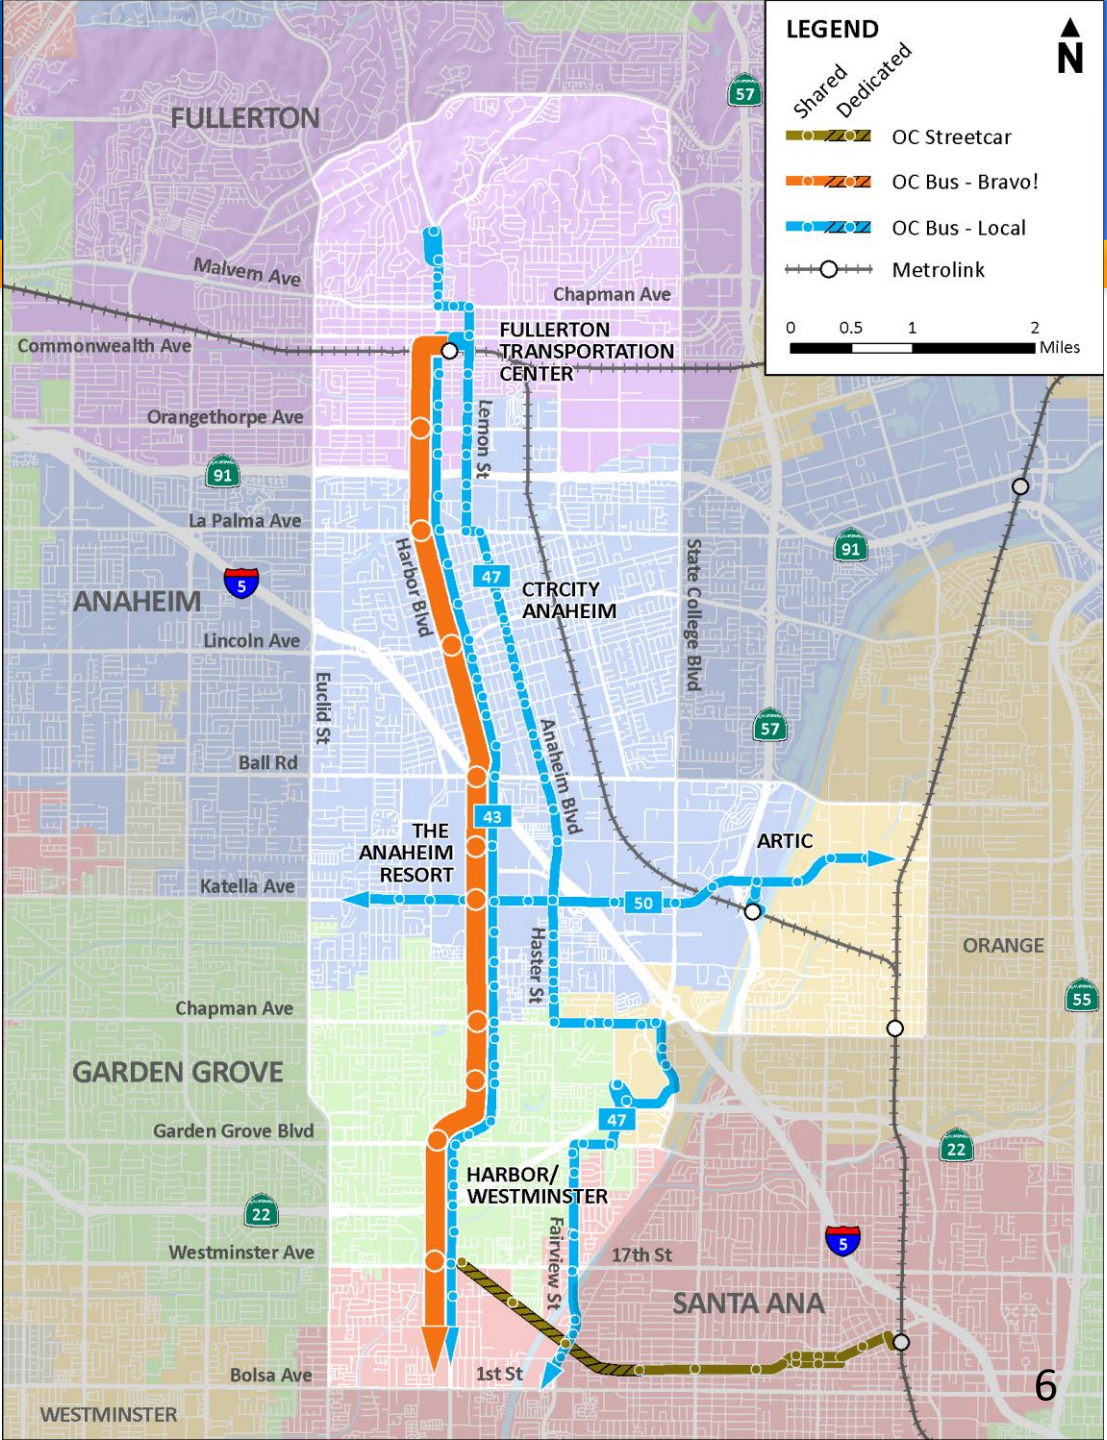 LEGEND
N
Shared
Dedicated
OC Streetcar
OC Bus - Bravo!
OC Bus - Local
Metrolink
0 0.5 1 2
Miles
57
FULLERTON
Malvern Ave
Chapman Ave
FULLERTON
TRANSPORTATION
CENTER
Commonwealth Ave
Orangethorpe Ave
Lemon St
91
La Palma Ave
Harbor Blvd
5
47
CTRCITY
ANAHEIM
State College Blvd
91
ANAHEIM
Lincoln Ave
Euclid St
57
Ball Rd
Anaheim Blvd
43
THE
ANAHEIM
RESORT
ARTIC
Katella Ave
50
Haster St
ORANGE
55
Chapman Ave
GARDEN GROVE
Garden Grove Blvd
47
22
HARBOR/
WESTMINSTER
22
Westminster Ave
Fairview St
17th St
5
SANTA ANA
Bolsa Ave
1st St
6
WESTMINSTER